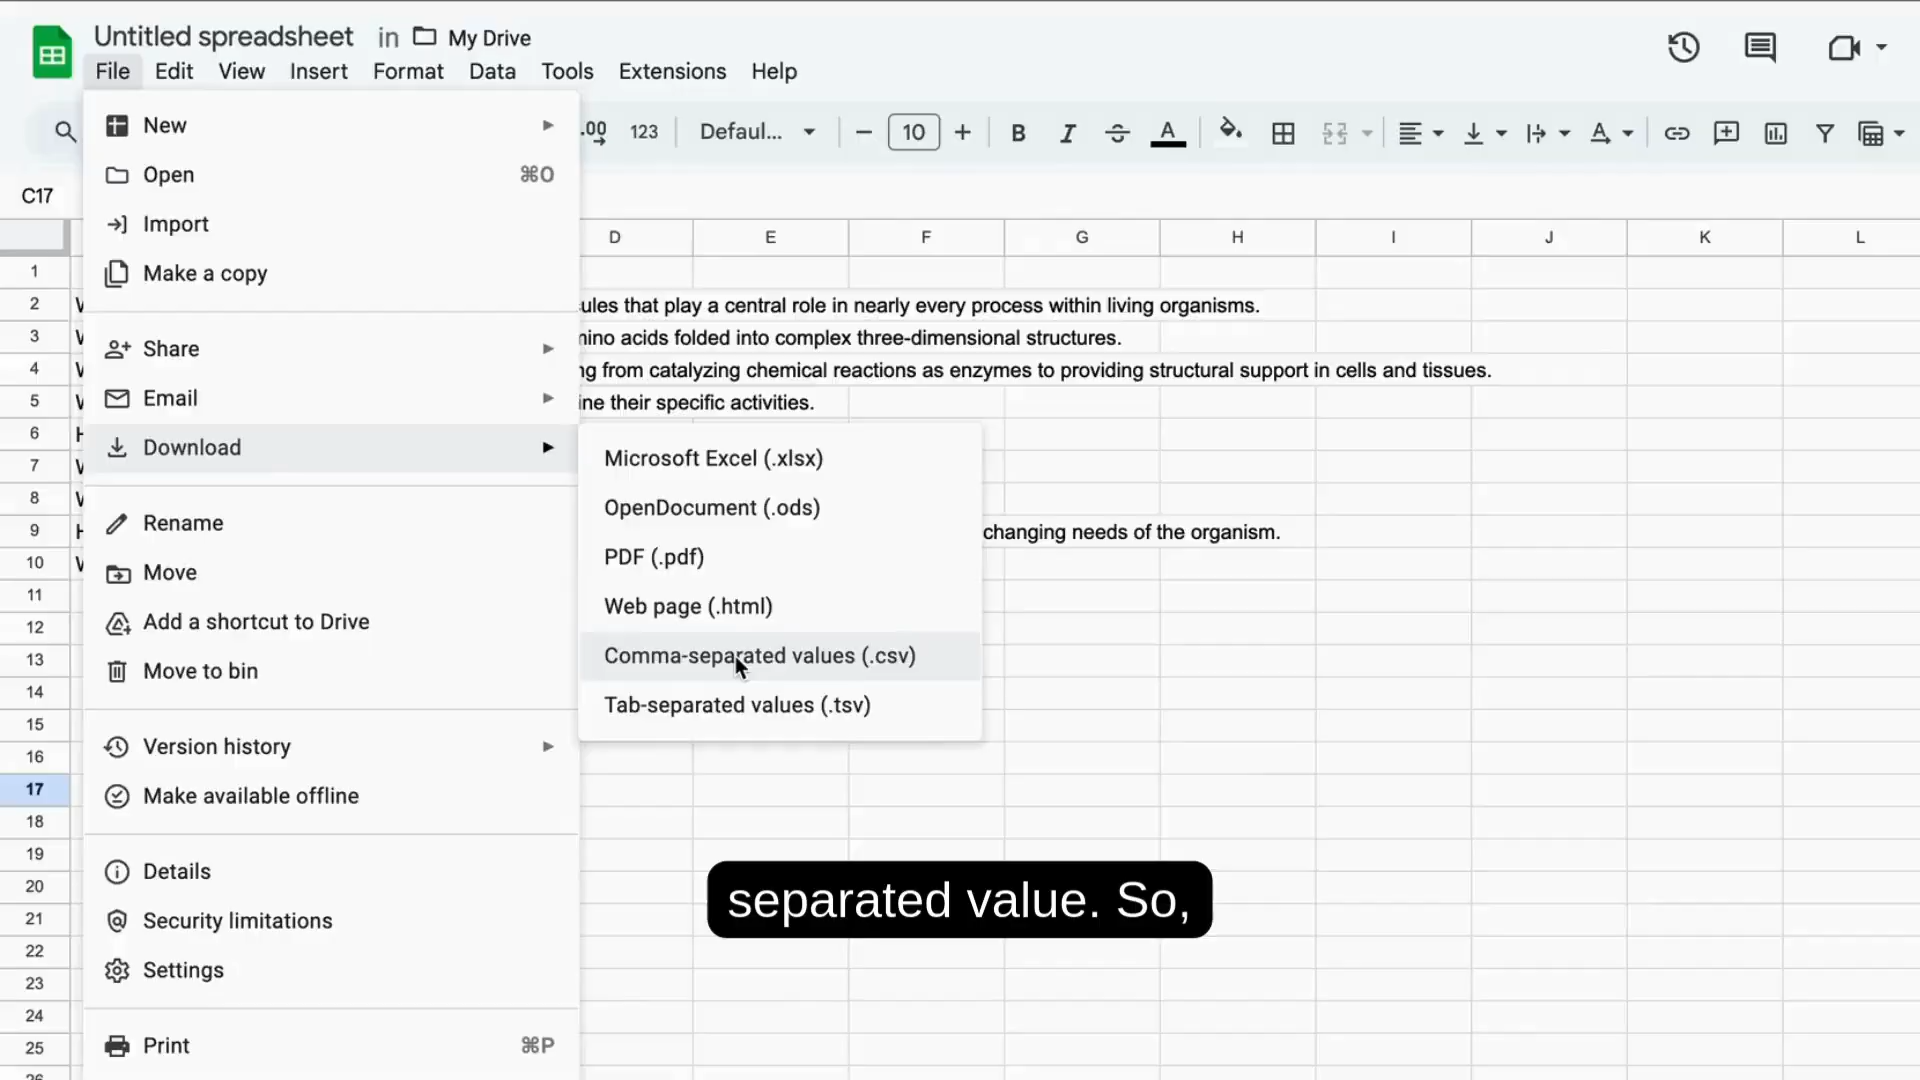 Untitled spreadsheet in My Drive
File Edit View Insert Format Data Tools Extensions Help
.00 123 Defaul... 10 B I A
C17
New
Open ⌘O
Import
Make a copy
Share
Email
Download
Rename
Move
Add a shortcut to Drive
Move to bin
Version history
Make available offline
Details
Security limitations
Settings
Print ⌘P
Microsoft Excel (.xlsx)
OpenDocument (.ods)
PDF (.pdf)
Web page (.html)
Comma-separated values (.csv)
Tab-separated values (.tsv)
D E F G H I J K L
1
2 that play a central role in nearly every process within living organisms.
3 acids folded into complex three-dimensional structures.
4 from catalyzing chemical reactions as enzymes to providing structural support in cells and tissues.
5 their specific activities.
6
7
8
9 changing needs of the organism.
10
11
12
13
14
15
16
17
18
19
20
21
22
23
24
25
separated value. So,